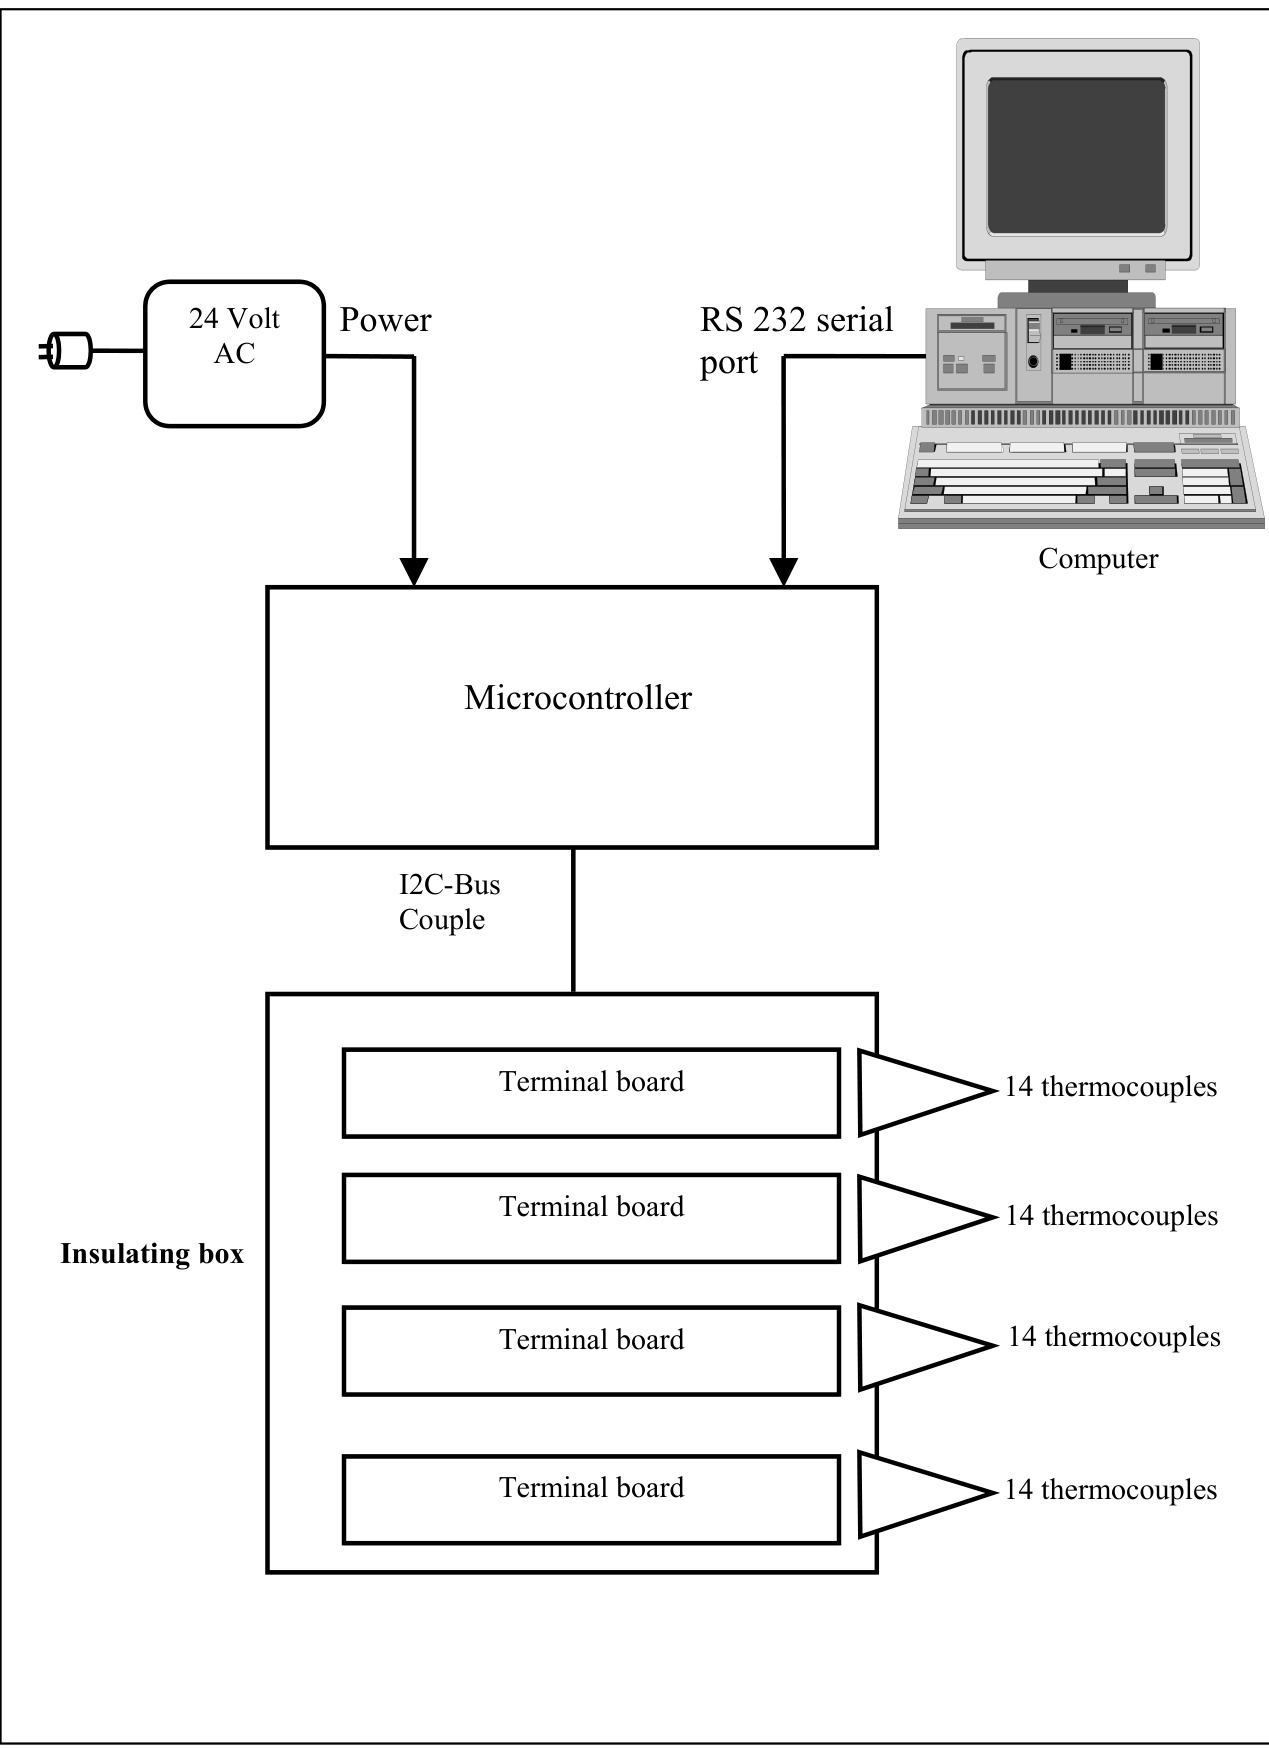 24 Volt
AC
Power
RS 232 serial
port
Computer
Microcontroller
I2C-Bus
Couple
Terminal board
14 thermocouples
Terminal board
14 thermocouples
Insulating box
Terminal board
14 thermocouples
Terminal board
14 thermocouples